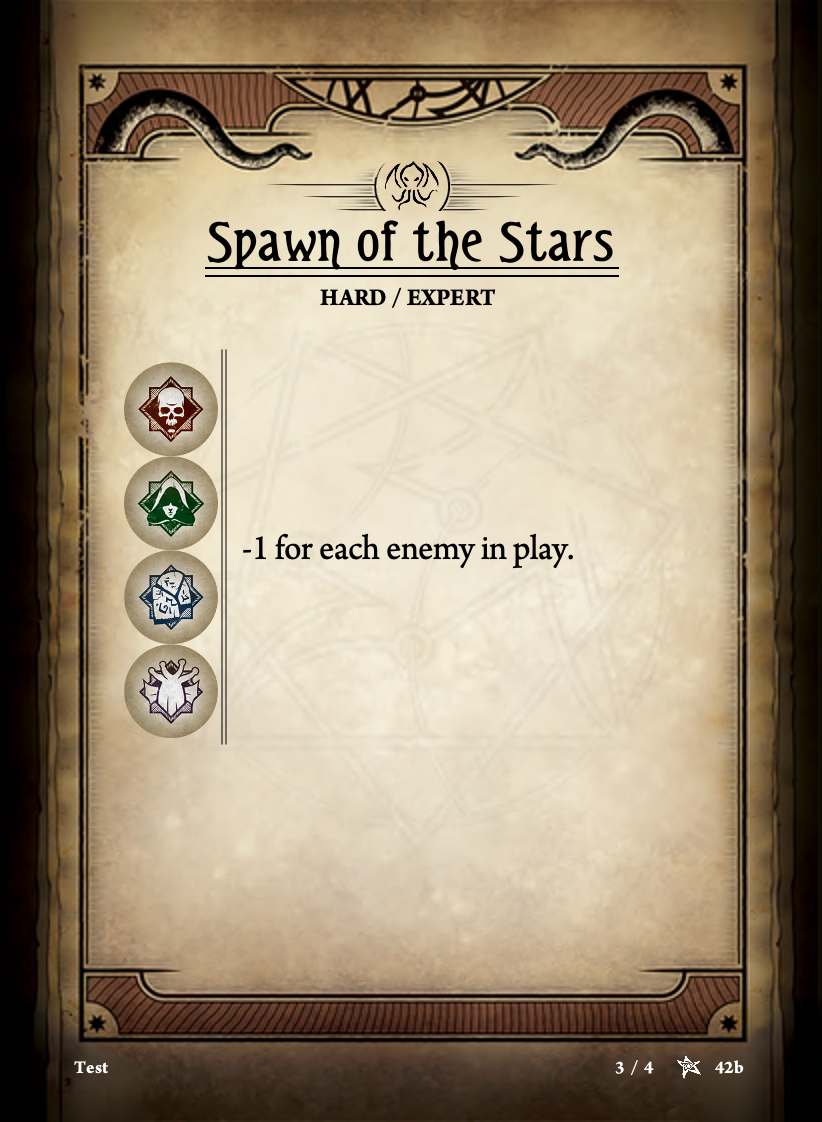 Spawn of the Stars
HARD / EXPERT
-1 for each enemy in play.
Test
3 / 4
42b